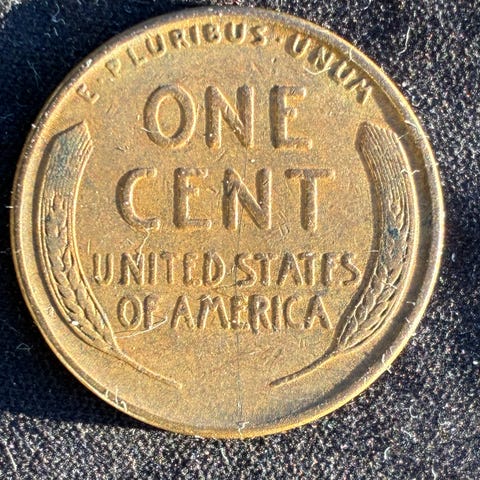 E·PLURIBUS·UNUM
ONE
CENT
UNITED STATES
OF AMERICA